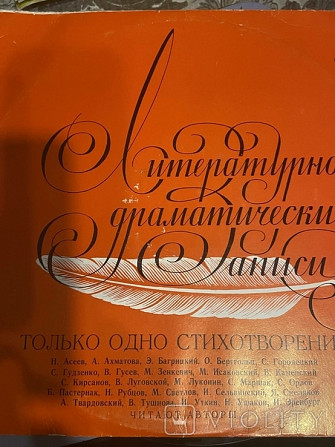 Литературно
драматически
Записи
ТОЛЬКО ОДНО СТИХОТВОРЕНИ
Н. Асеев, А. Ахматова, Э. Багрицкий, О. Берггольц, С. Городецкий
С. Гудзенко, В. Гусев, М. Зенкевич, М. Исаковский, В. Каменский
С. Кирсанов, В. Луговской, М. Луконин, С. Маршак, С. Орлов
Б. Пастернак, Н. Рубцов, М. Светлов, И. Сельвинский, Я. Смеляков
А. Твардовский, В. Тушнова, И. Уткин, Н. Ушаков, И. Эренбург
ЧИТАЮТ АВТОРЫ
VIOLITY